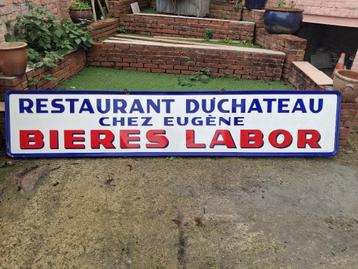 RESTAURANT DUCHATEAU
CHEZ EUGÈNE
BIERES LABOR